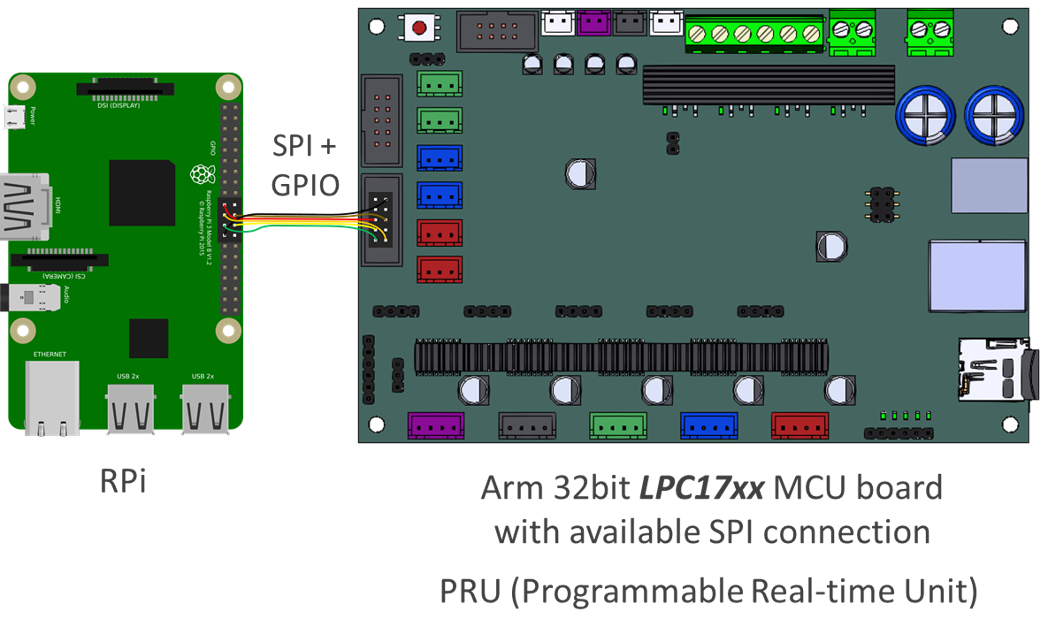 DSI (DISPLAY)
Power
GPIO
SPI +
GPIO
HDMI
Raspberry Pi 3 Model B V1.2
© Raspberry Pi 2015
CSI (CAMERA)
Audio
ETHERNET
USB 2x
USB 2x
RPi
Arm 32bit LPC17xx MCU board
with available SPI connection
PRU (Programmable Real-time Unit)